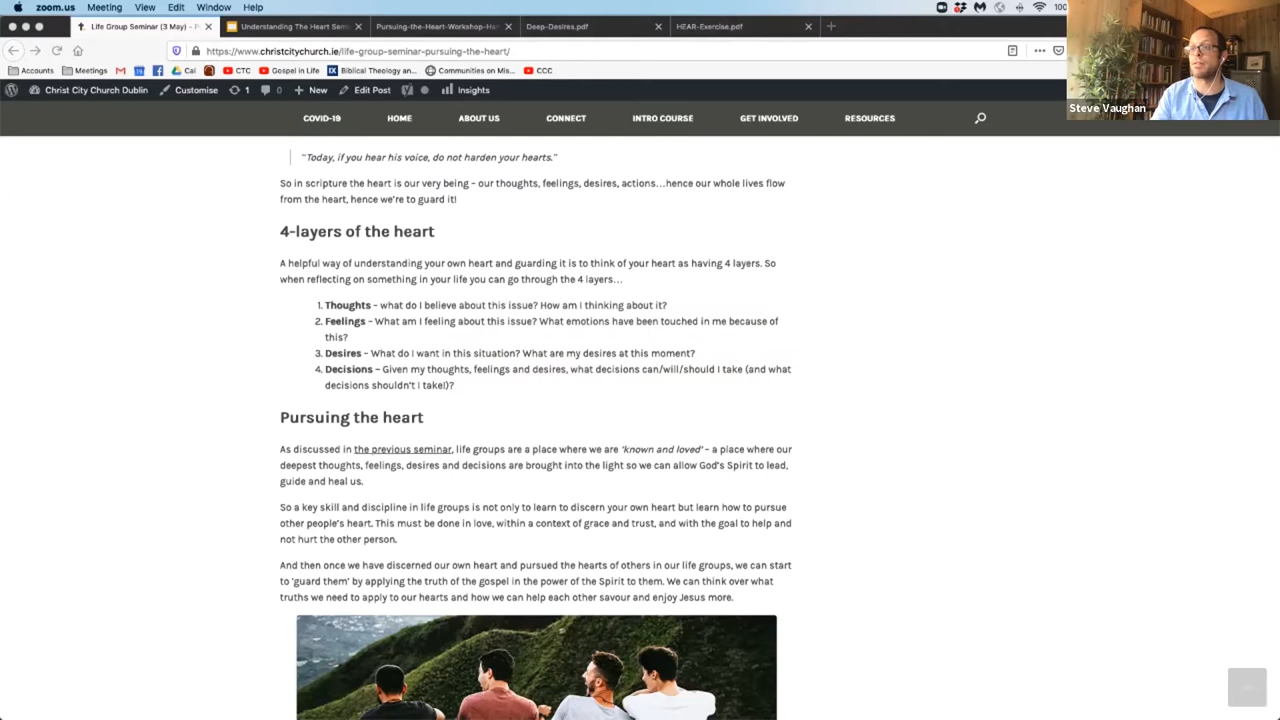 zoom.us Meeting View Edit Window Help
Life Group Seminar (3 May) – P
Understanding The Heart Sem
Pursuing-the-Heart-Workshop-Ha
Deep-Desires.pdf
HEAR-Exercise.pdf
https://www.christcitychurch.ie/life-group-seminar-pursuing-the-heart/
Accounts Meetings Cal CTC Gospel in Life Biblical Theology an... Communities on Mis... CCC
Christ City Church Dublin Customise 1 0 New Edit Post Insights
Steve Vaughan
COVID-19 HOME ABOUT US CONNECT INTRO COURSE GET INVOLVED RESOURCES
"Today, if you hear his voice, do not harden your hearts."
So in scripture the heart is our very being – our thoughts, feelings, desires, actions…hence our whole lives flow
from the heart, hence we're to guard it!
4-layers of the heart
A helpful way of understanding your own heart and guarding it is to think of your heart as having 4 layers. So
when reflecting on something in your life you can go through the 4 layers…
1. Thoughts – what do I believe about this issue? How am I thinking about it?
2. Feelings – What am I feeling about this issue? What emotions have been touched in me because of
this?
3. Desires – What do I want in this situation? What are my desires at this moment?
4. Decisions – Given my thoughts, feelings and desires, what decisions can/will/should I take (and what
decisions shouldn't I take!)?
Pursuing the heart
As discussed in the previous seminar, life groups are a place where we are 'known and loved' – a place where our
deepest thoughts, feelings, desires and decisions are brought into the light so we can allow God's Spirit to lead,
guide and heal us.
So a key skill and discipline in life groups is not only to learn to discern your own heart but learn how to pursue
other people's heart. This must be done in love, within a context of grace and trust, and with the goal to help and
not hurt the other person.
And then once we have discerned our own heart and pursued the hearts of others in our life groups, we can start
to 'guard them' by applying the truth of the gospel in the power of the Spirit to them. We can think over what
truths we need to apply to our hearts and how we can help each other savour and enjoy Jesus more.